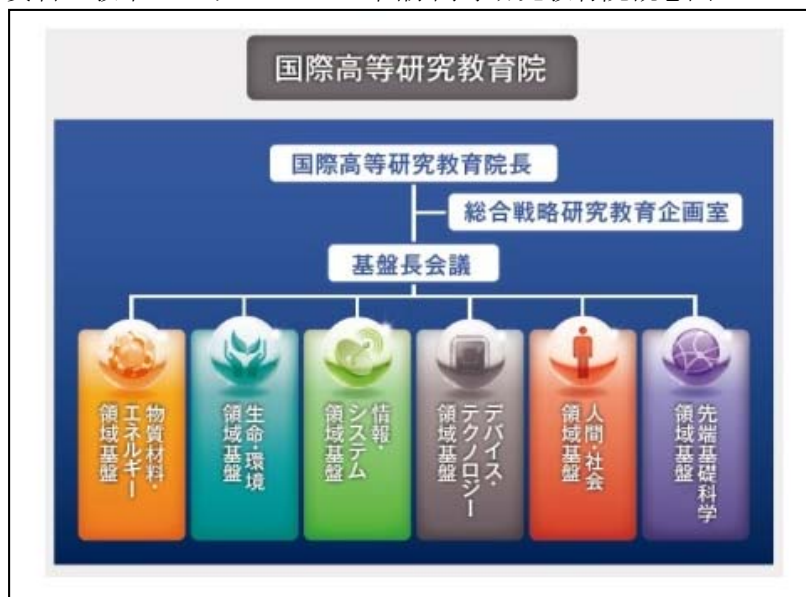 国際高等研究教育院
国際高等研究教育院長
総合戦略研究教育企画室
基盤長会議
物質材料・
エネルギー
領域基盤
生命・環境
領域基盤
情報・
システム
領域基盤
デバイス・
テクノロジー
領域基盤
人間・社会
領域基盤
先端基礎科学
領域基盤